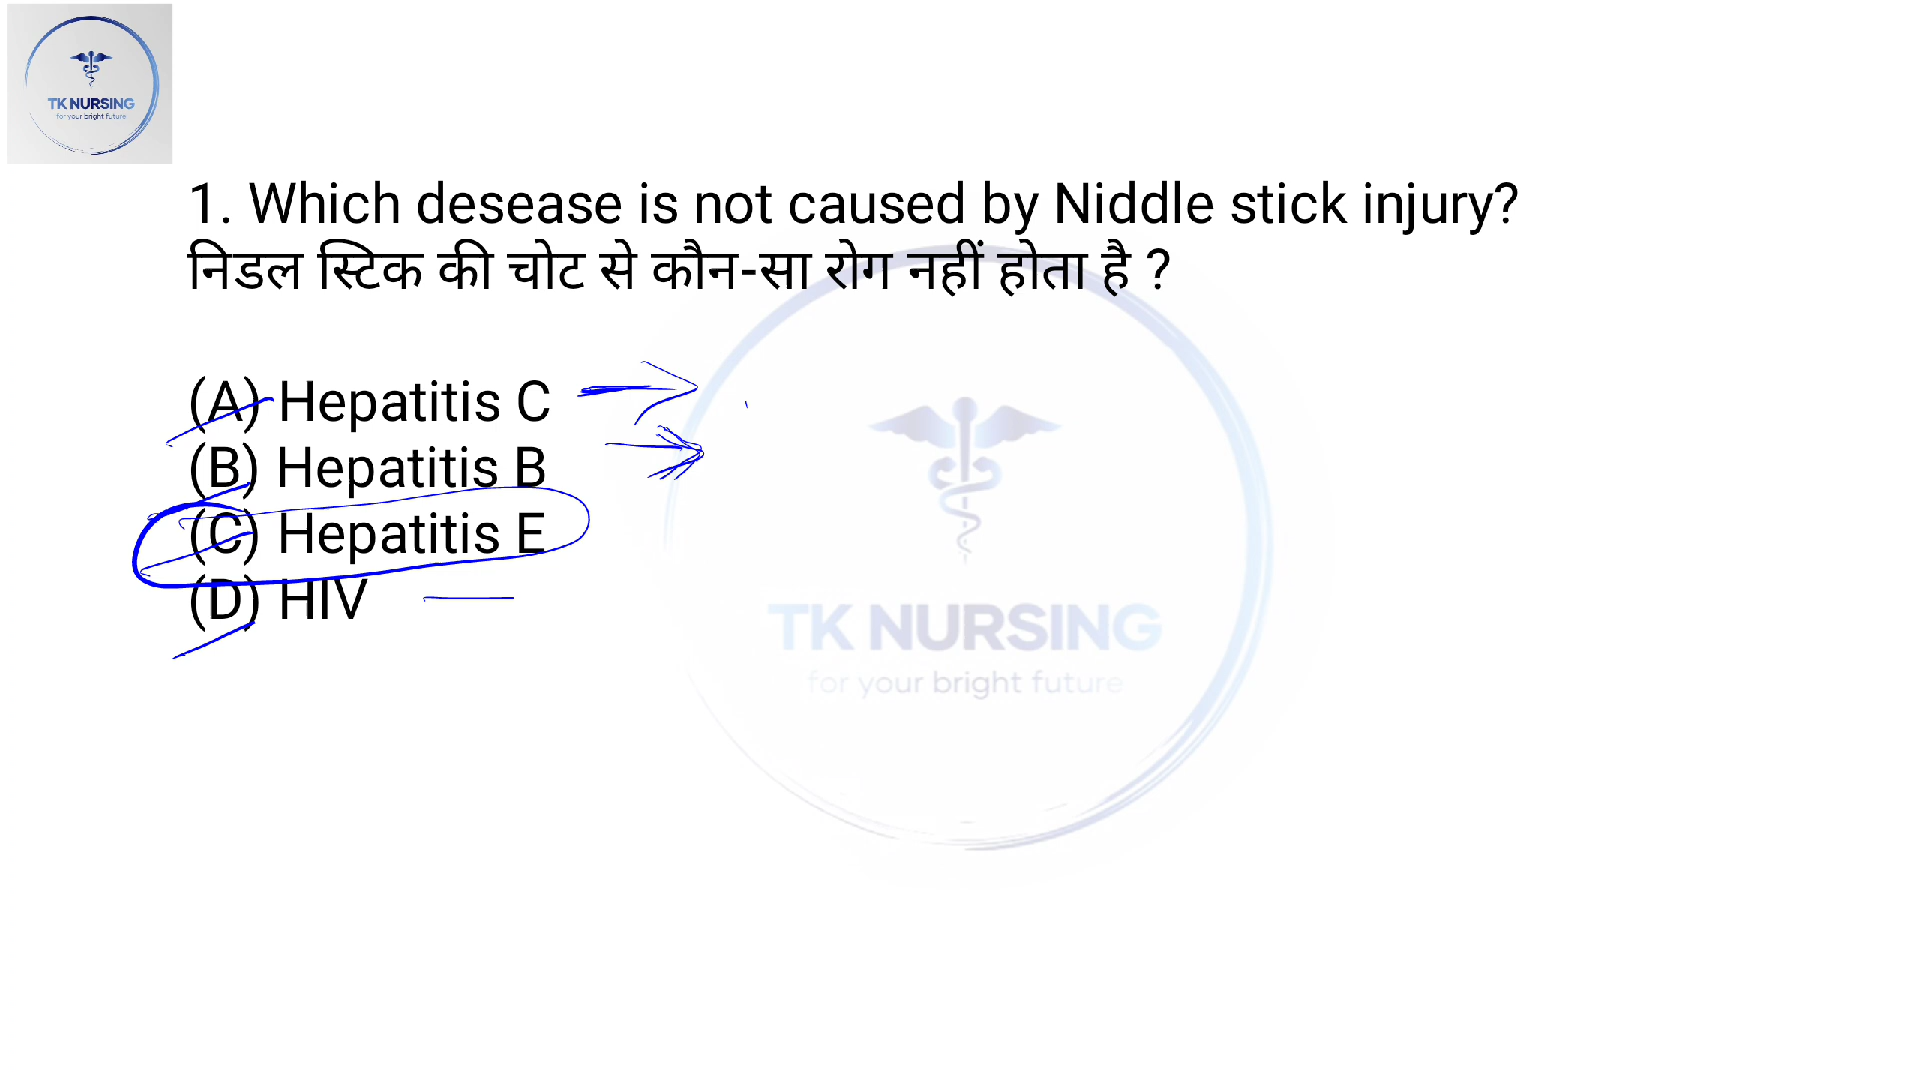 TK NURSING
for your bright future
1. Which desease is not caused by Niddle stick injury?
निडल स्टिक की चोट से कौन-सा रोग नहीं होता है ?
(A) Hepatitis C
(B) Hepatitis B
(C) Hepatitis E
(D) HIV
TK NURSING
for your bright future